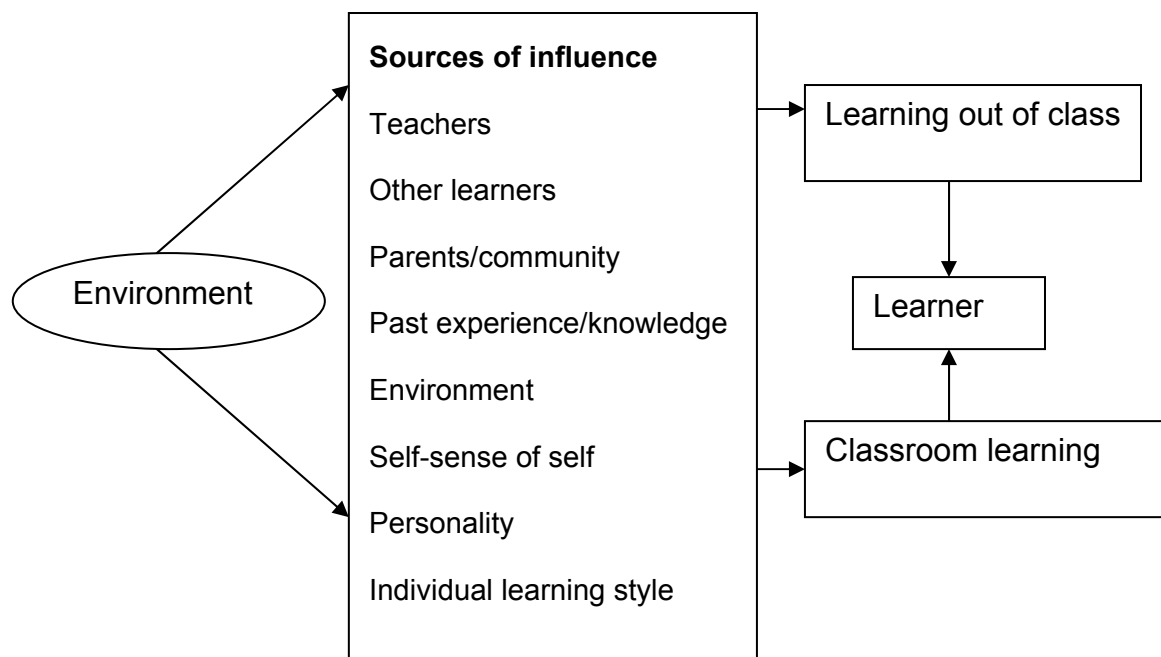 Environment
Sources of influence
Teachers
Other learners
Parents/community
Past experience/knowledge
Environment
Self-sense of self
Personality
Individual learning style
Learning out of class
Learner
Classroom learning